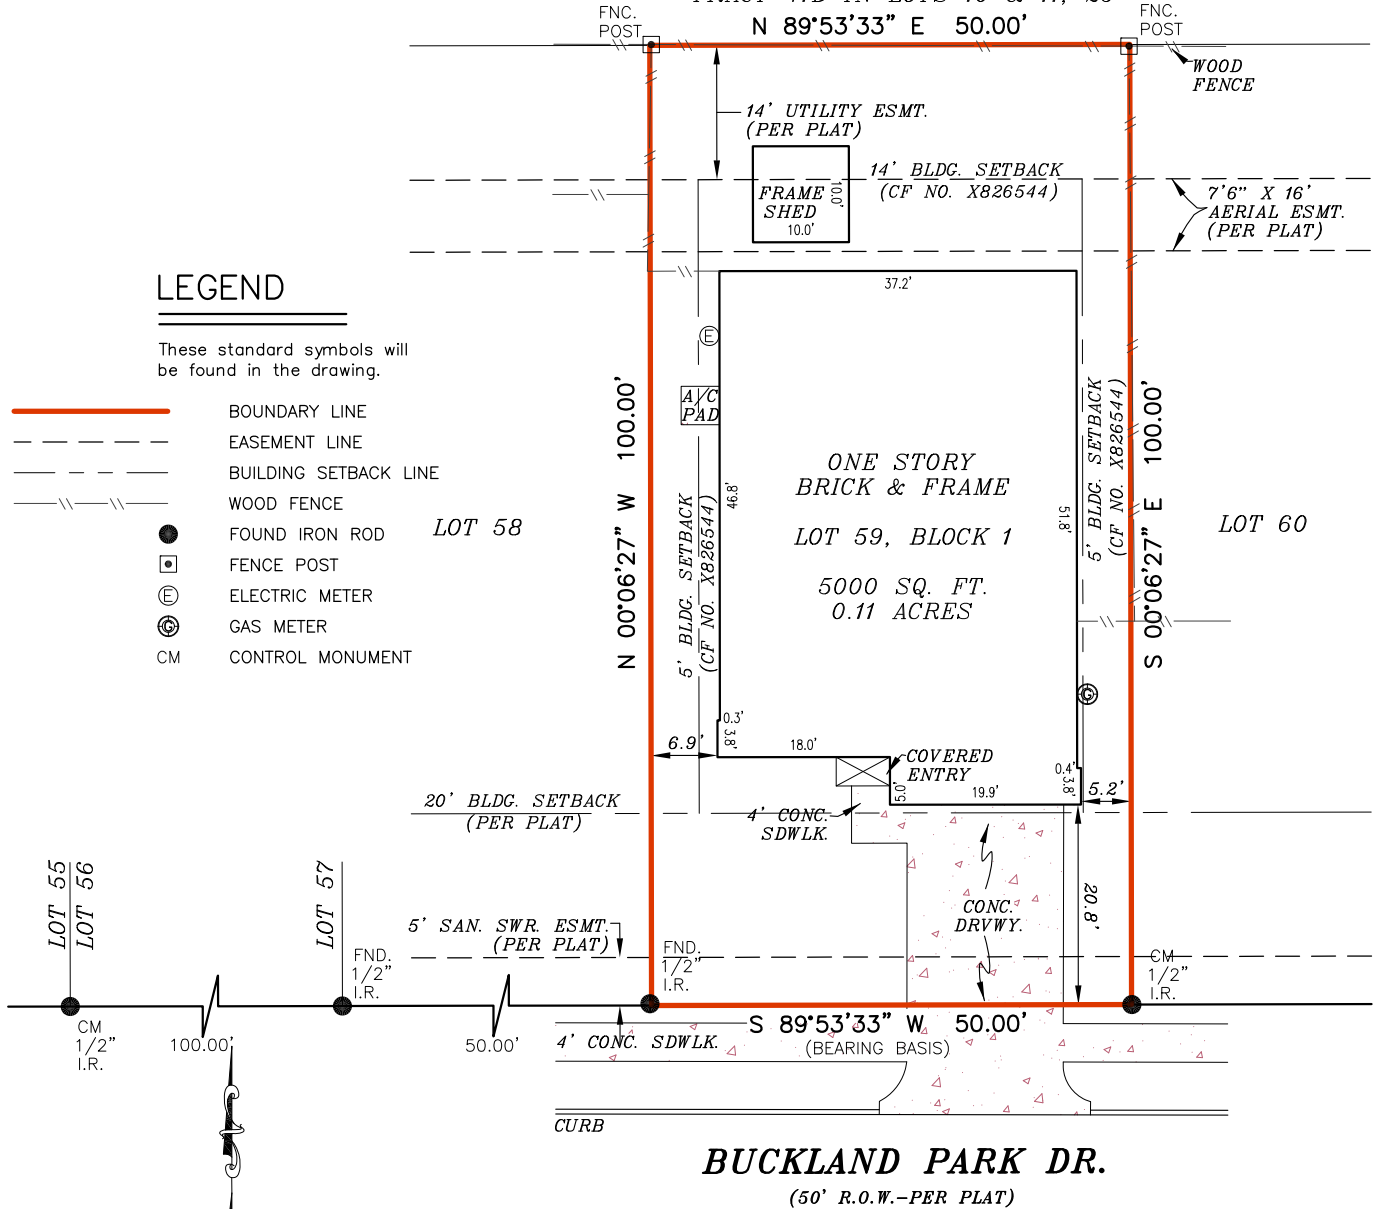 N 89°53'33" E 50.00'
FNC.
POST
FNC.
POST
WOOD
FENCE
14' UTILITY ESMT.
(PER PLAT)
14' BLDG. SETBACK
(CF NO. X826544)
FRAME
SHED
10.0'
10.0'
7'6" X 16'
AERIAL ESMT.
(PER PLAT)
LEGEND
These standard symbols will
be found in the drawing.
BOUNDARY LINE
EASEMENT LINE
BUILDING SETBACK LINE
WOOD FENCE
FOUND IRON ROD
FENCE POST
E ELECTRIC METER
G GAS METER
CM CONTROL MONUMENT
37.2'
E
A/C
PAD
N 00°06'27" W 100.00'
5' BLDG. SETBACK
(CF NO. X826544)
46.8'
LOT 58
ONE STORY
BRICK & FRAME
LOT 59, BLOCK 1
5000 SQ. FT.
0.11 ACRES
51.8'
5' BLDG. SETBACK
(CF NO. X826544)
S 00°06'27" E 100.00'
LOT 60
G
0.3'
3.8'
6.9'
18.0'
COVERED
ENTRY
5.0'
19.9'
0.4'
3.8'
5.2'
20' BLDG. SETBACK
(PER PLAT)
4' CONC.
SDWLK.
CONC.
DRVWY.
20.8'
LOT 55
LOT 56
LOT 57
5' SAN. SWR. ESMT.
(PER PLAT)
FND.
1/2"
I.R.
FND.
1/2"
I.R.
CM
1/2"
I.R.
CM
1/2"
I.R.
100.00'
50.00'
4' CONC. SDWLK.
S 89°53'33" W 50.00'
(BEARING BASIS)
CURB
BUCKLAND PARK DR.
(50' R.O.W.-PER PLAT)